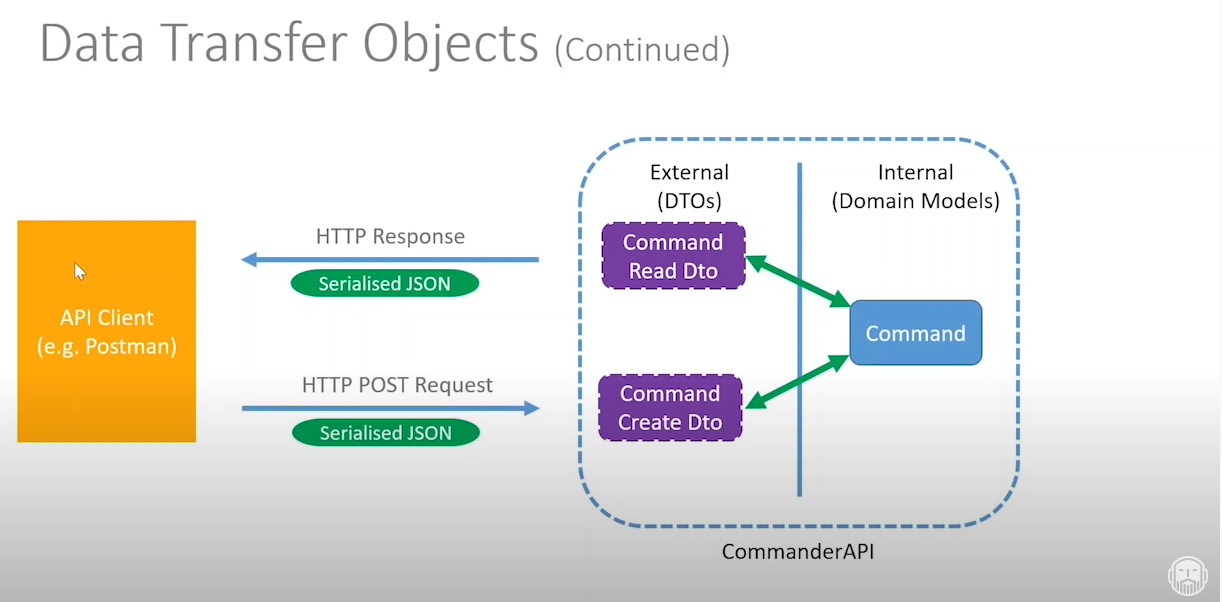 Data Transfer Objects (Continued)
External
(DTOs)
Internal
(Domain Models)
HTTP Response
Serialised JSON
Command
Read Dto
API Client
(e.g. Postman)
Command
HTTP POST Request
Serialised JSON
Command
Create Dto
CommanderAPI